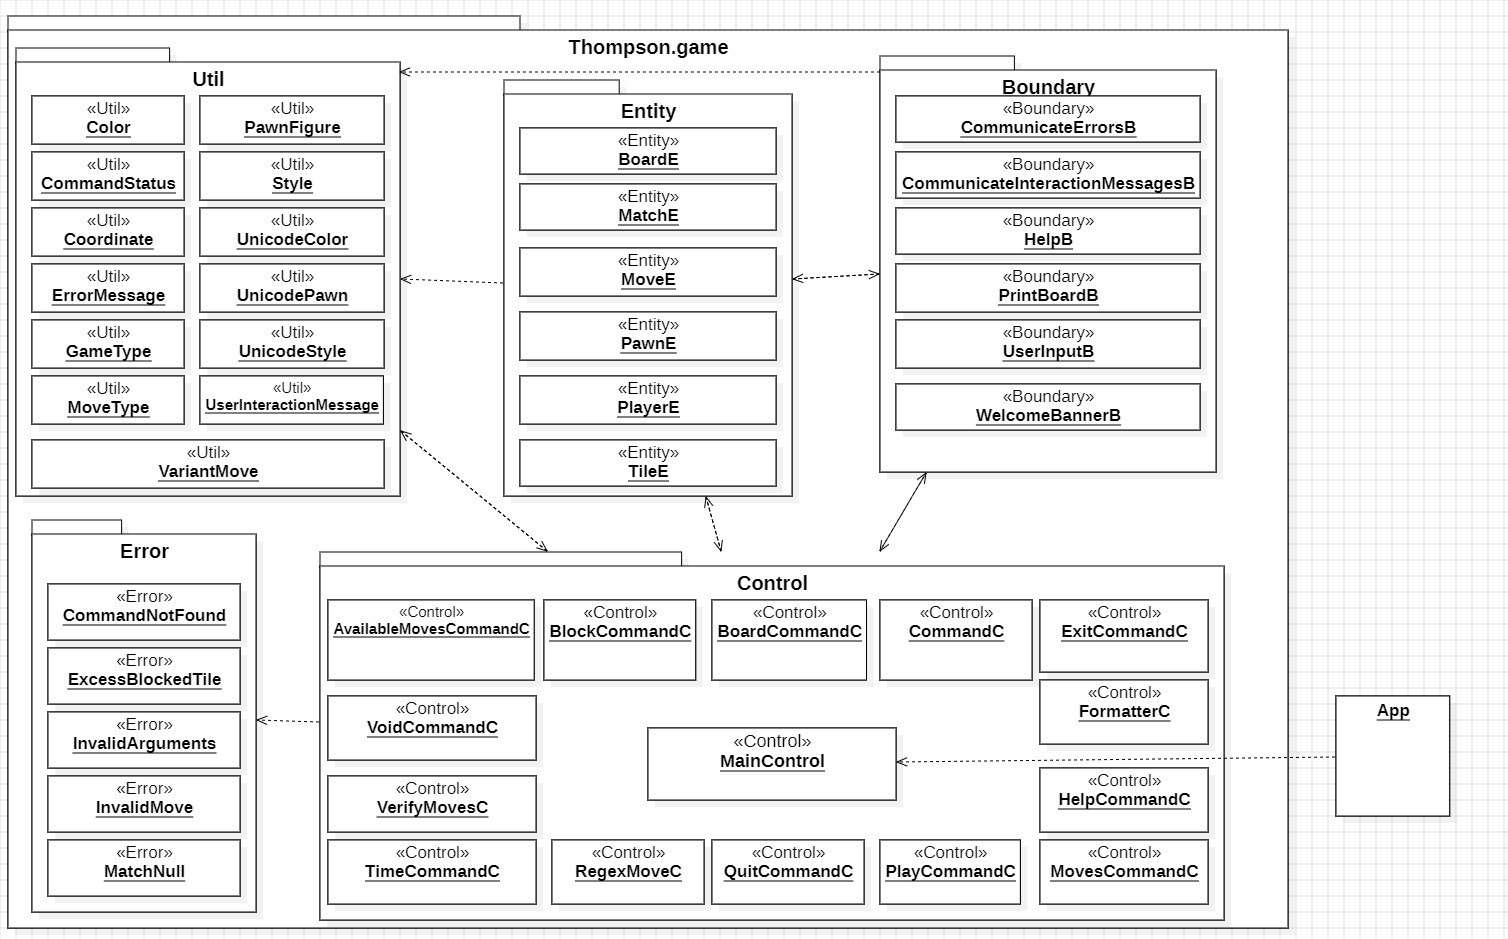 Thompson.game
Util
«Util»
Color
«Util»
PawnFigure
«Util»
CommandStatus
«Util»
Style
«Util»
Coordinate
«Util»
UnicodeColor
«Util»
ErrorMessage
«Util»
UnicodePawn
«Util»
GameType
«Util»
UnicodeStyle
«Util»
MoveType
«Util»
UserInteractionMessage
«Util»
VariantMove
Entity
«Entity»
BoardE
«Entity»
MatchE
«Entity»
MoveE
«Entity»
PawnE
«Entity»
PlayerE
«Entity»
TileE
Boundary
«Boundary»
CommunicateErrorsB
«Boundary»
CommunicateInteractionMessagesB
«Boundary»
HelpB
«Boundary»
PrintBoardB
«Boundary»
UserInputB
«Boundary»
WelcomeBannerB
Error
«Error»
CommandNotFound
«Error»
ExcessBlockedTile
«Error»
InvalidArguments
«Error»
InvalidMove
«Error»
MatchNull
Control
«Control»
AvailableMovesCommandC
«Control»
BlockCommandC
«Control»
BoardCommandC
«Control»
CommandC
«Control»
ExitCommandC
«Control»
FormatterC
«Control»
VoidCommandC
«Control»
MainControl
«Control»
HelpCommandC
«Control»
VerifyMovesC
«Control»
TimeCommandC
«Control»
RegexMoveC
«Control»
QuitCommandC
«Control»
PlayCommandC
«Control»
MovesCommandC
App